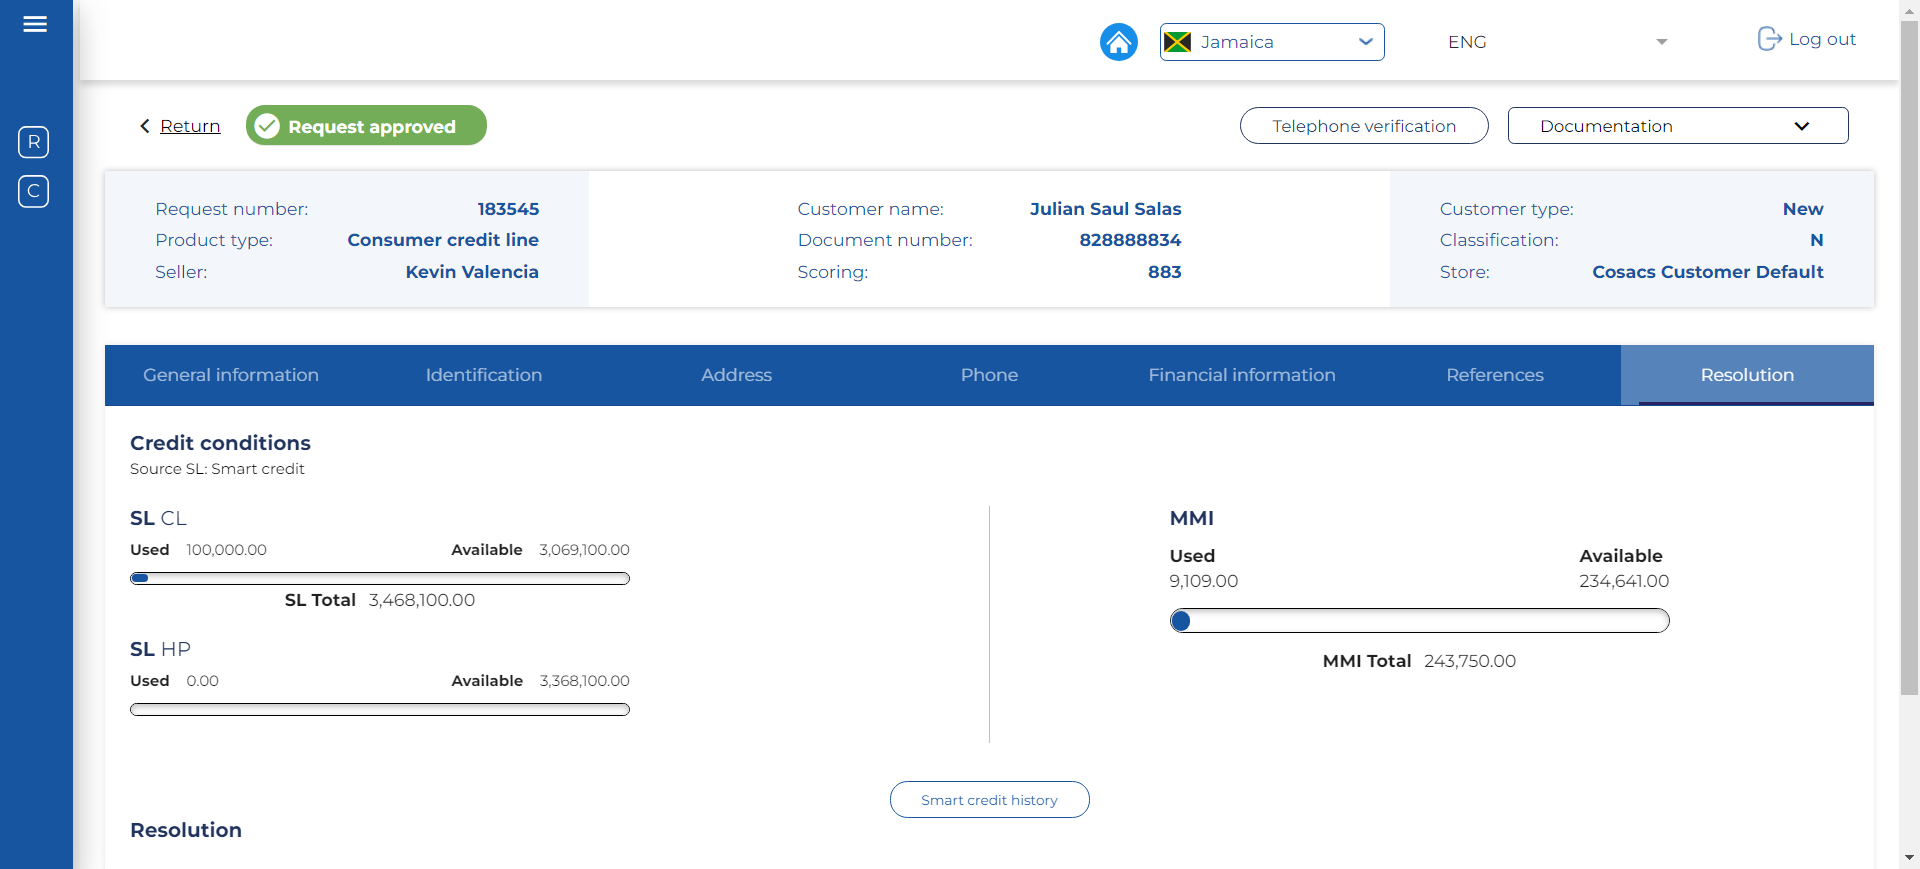 Jamaica
ENG
Log out
Return
Request approved
Telephone verification
Documentation
R
C
Request number: 183545
Product type: Consumer credit line
Seller: Kevin Valencia
Customer name: Julian Saul Salas
Document number: 828888834
Scoring: 883
Customer type: New
Classification: N
Store: Cosacs Customer Default
General information Identification Address Phone Financial information References Resolution
Credit conditions
Source SL: Smart credit
SL CL
Used 100,000.00 Available 3,069,100.00
SL Total 3,468,100.00
SL HP
Used 0.00 Available 3,368,100.00
MMI
Used Available
9,109.00 234,641.00
MMI Total 243,750.00
Smart credit history
Resolution